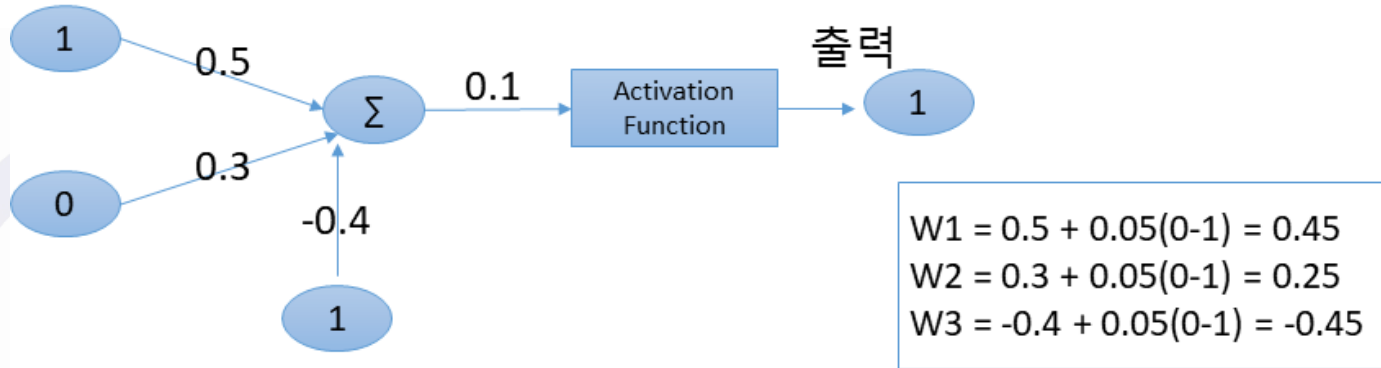 1
0.5
출력
∑
0.1
Activation
Function
1
0.3
0
-0.4
1
W1 = 0.5 + 0.05(0-1) = 0.45
W2 = 0.3 + 0.05(0-1) = 0.25
W3 = -0.4 + 0.05(0-1) = -0.45